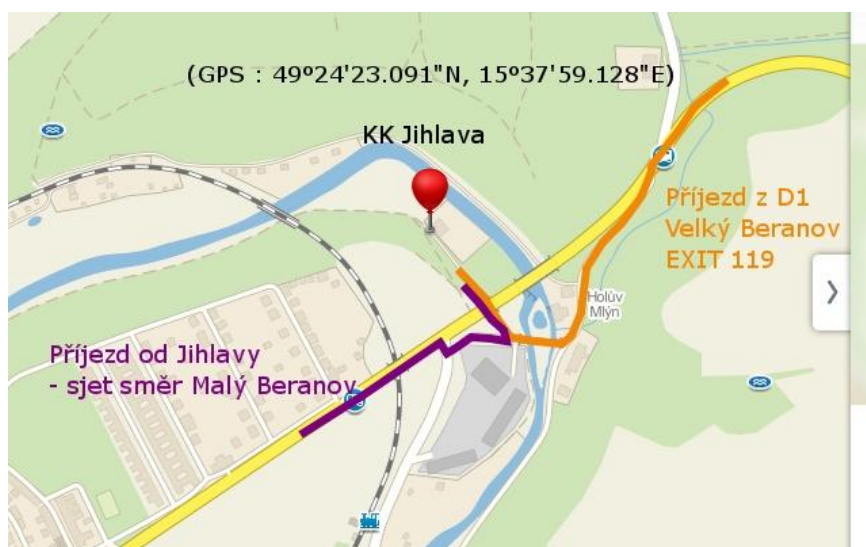 (GPS : 49º24'23.091"N, 15º37'59.128"E)
KK Jihlava
Příjezd z D1
Velký Beranov
EXIT 119
Holův
Mlýn
Příjezd od Jihlavy
- sjet směr Malý Beranov